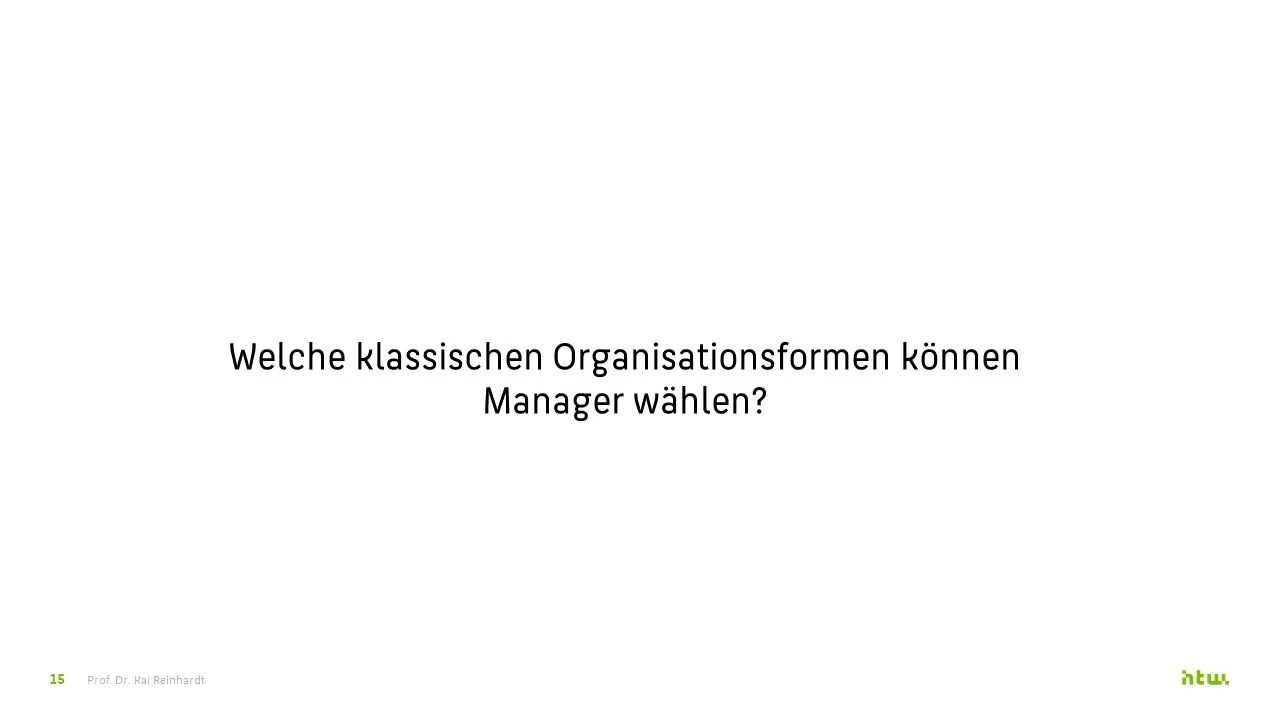 Welche klassischen Organisationsformen können
Manager wählen?
15 Prof. Dr. Kai Reinhardt
htw.